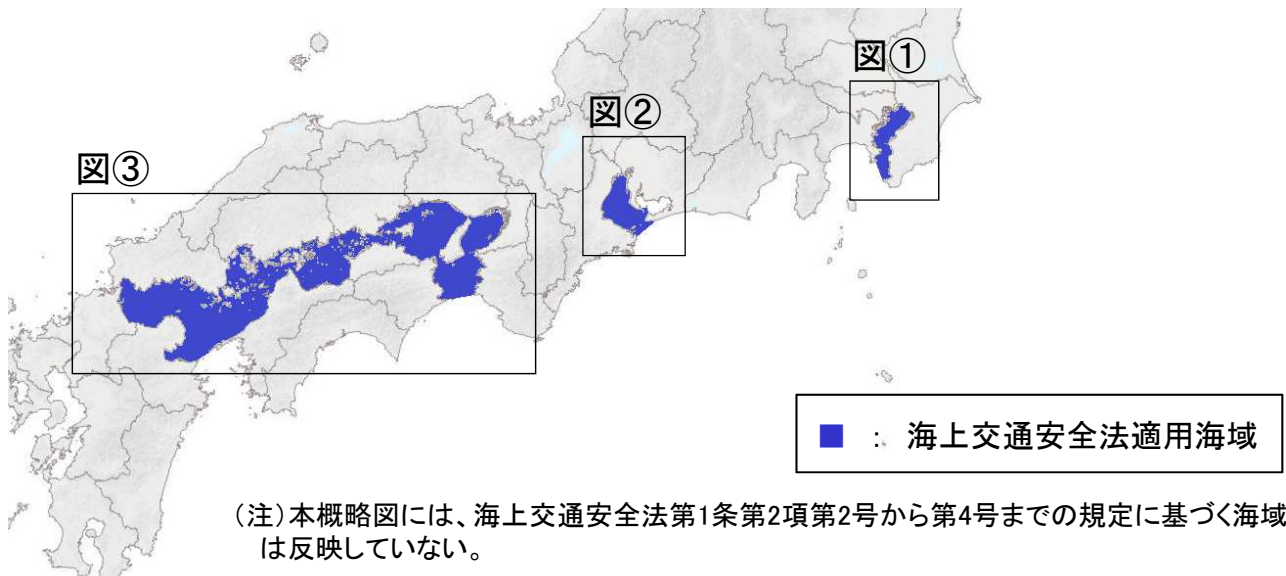 図①
図②
図③
■ : 海上交通安全法適用海域
(注)本概略図には、海上交通安全法第1条第2項第2号から第4号までの規定に基づく海域
は反映していない。